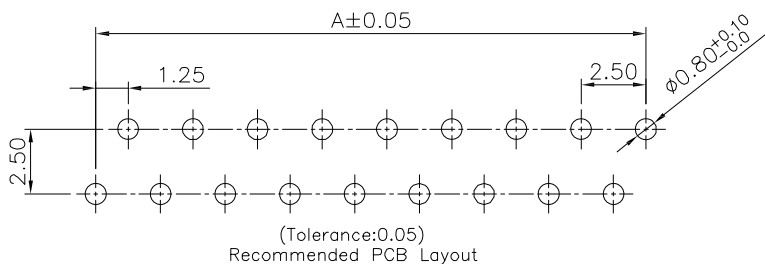 A±0.05
1.25
2.50
ø0.80+0.10
-0.0
2.50
(Tolerance:0.05)
Recommended PCB Layout